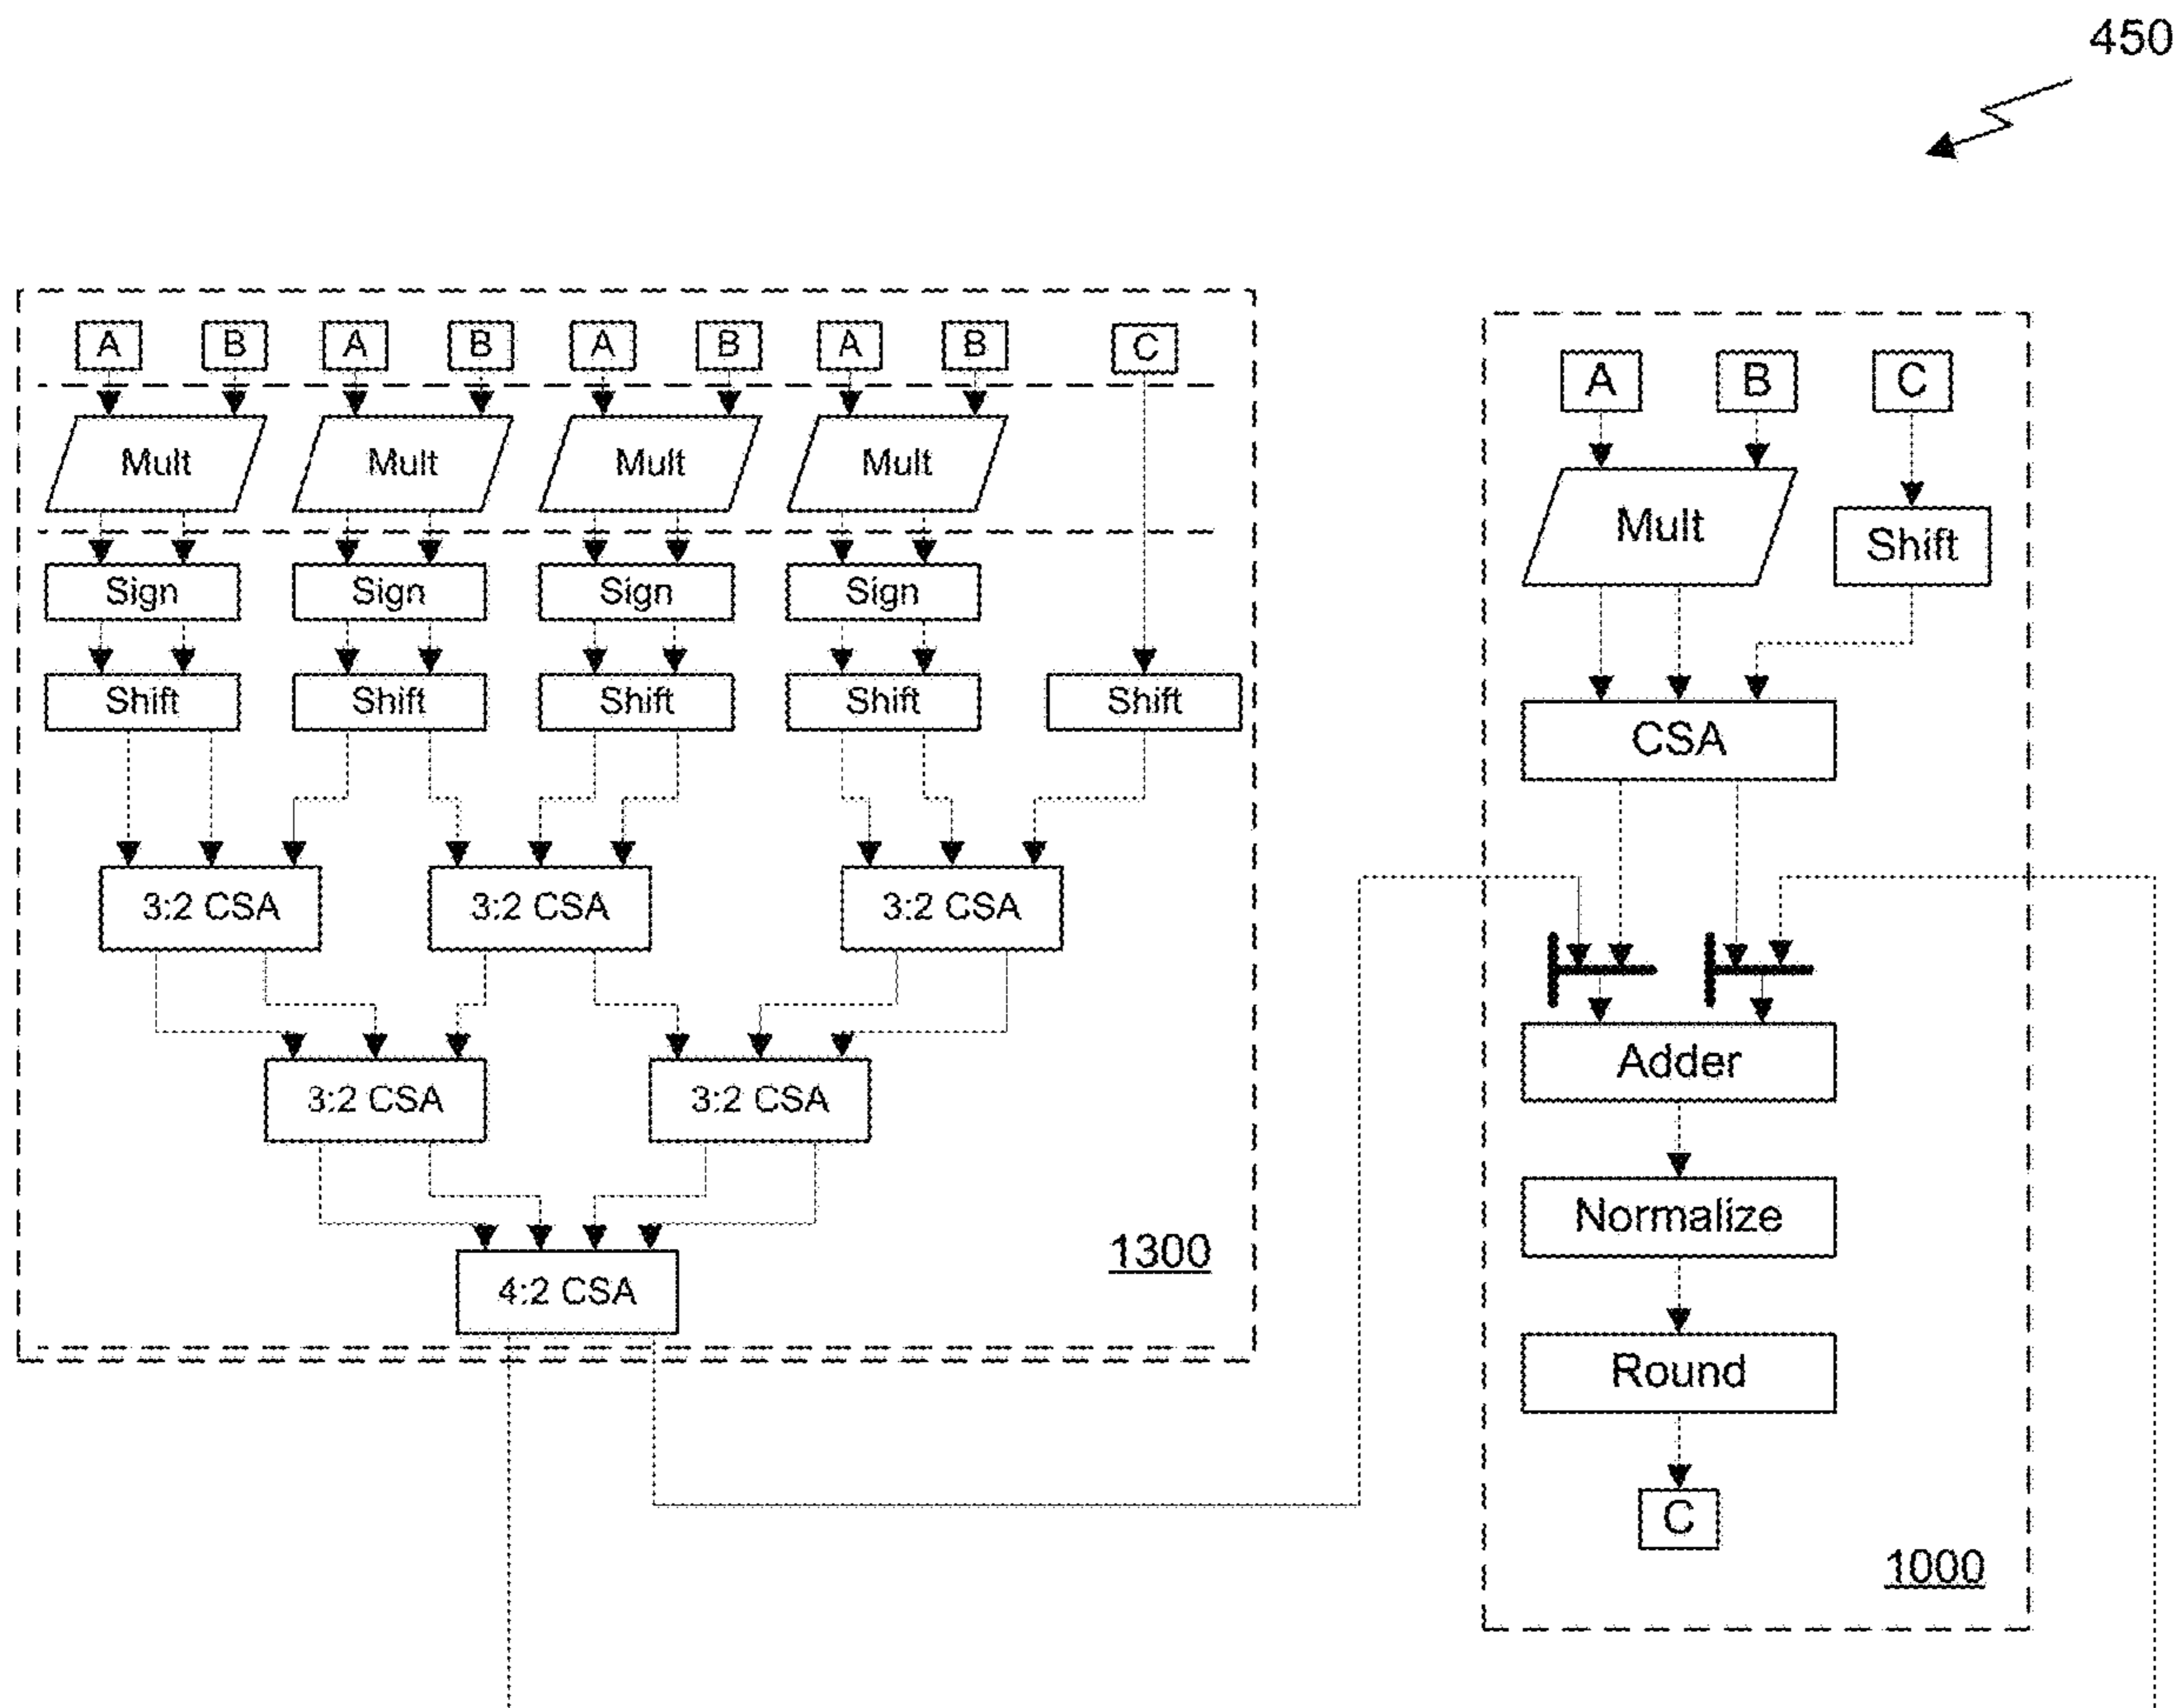 450
A B A B A B A B C
Mult Mult Mult Mult
Sign Sign Sign Sign
Shift Shift Shift Shift Shift
3:2 CSA 3:2 CSA 3:2 CSA
3:2 CSA 3:2 CSA
4:2 CSA
1300
A B C
Mult Shift
CSA
Adder
Normalize
Round
C
1000